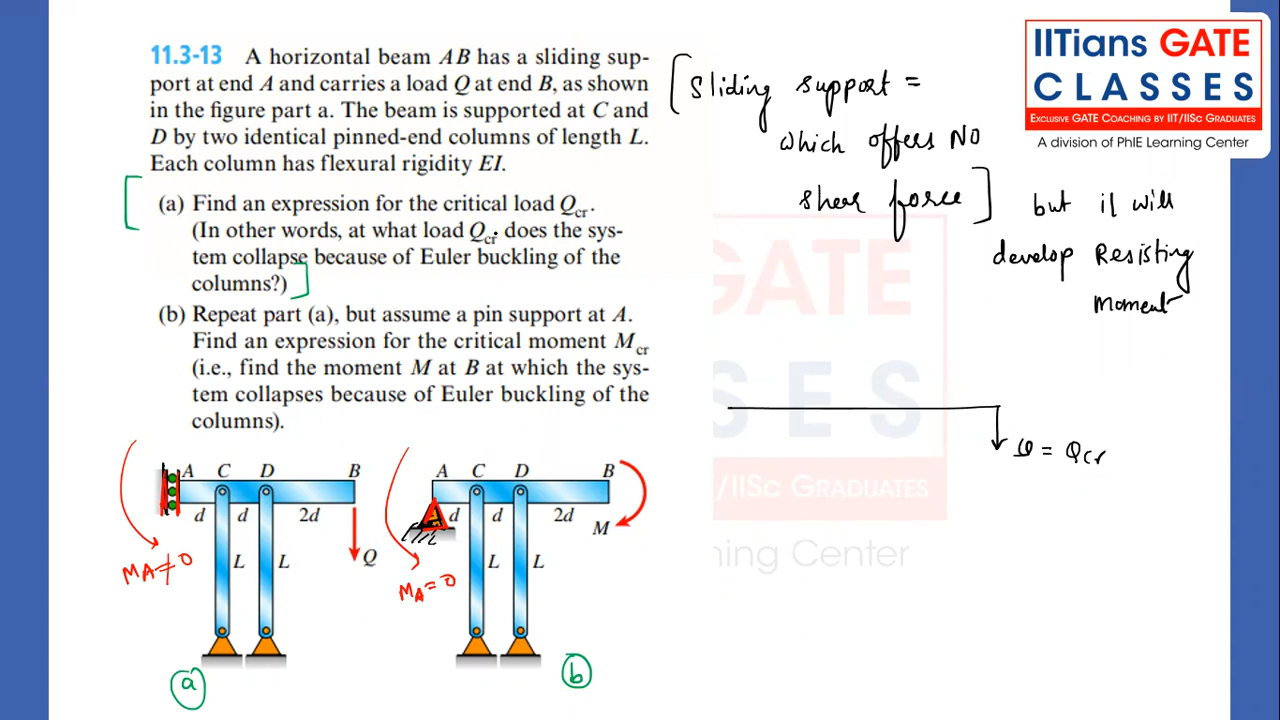 11.3-13 A horizontal beam AB has a sliding sup-
port at end A and carries a load Q at end B, as shown
in the figure part a. The beam is supported at C and
D by two identical pinned-end columns of length L.
Each column has flexural rigidity EI.
(a) Find an expression for the critical load Qcr.
(In other words, at what load Qcr does the sys-
tem collapse because of Euler buckling of the
columns?)
(b) Repeat part (a), but assume a pin support at A.
Find an expression for the critical moment Mcr
(i.e., find the moment M at B at which the sys-
tem collapses because of Euler buckling of the
columns).
A C D B
d d 2d
L L Q
MA≠0
a
A C D B
d d 2d M
L L
MA=0
b
[Sliding support =
which offers NO
shear force] but it will
develop Resisting
moment
Q = Qcr
IITians GATE
CLASSES
EXCLUSIVE GATE COACHING BY IIT/IISc GRADUATES
A division of PhIE Learning Center
GATE
SES
/IISc GRADUATES
ning Center